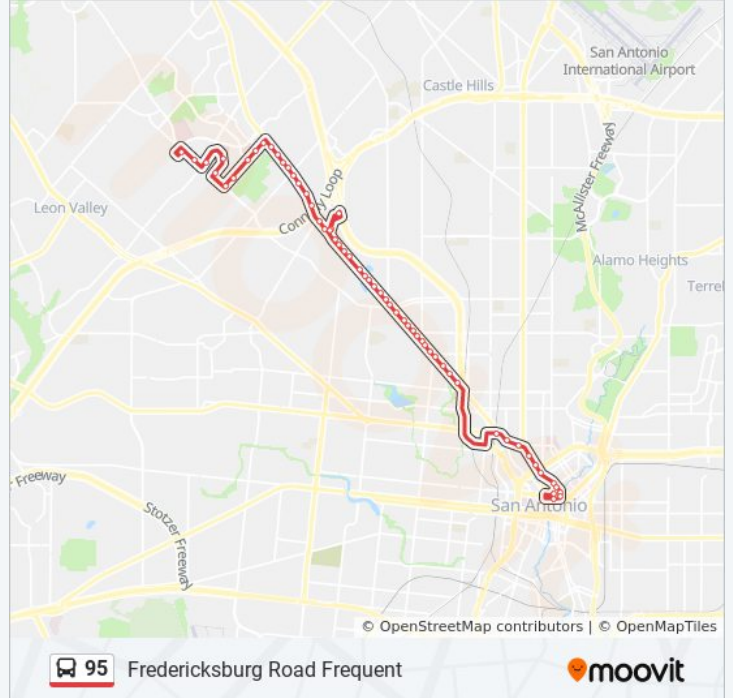 San Antonio
International Airport
Castle Hills
McAllister Freeway
Connally Loop
Leon Valley
Alamo Heights
Terrel
r Freeway
San Antonio
Stotzer Freeway
© OpenStreetMap contributors | © OpenMapTiles
95 Fredericksburg Road Frequent
moovit